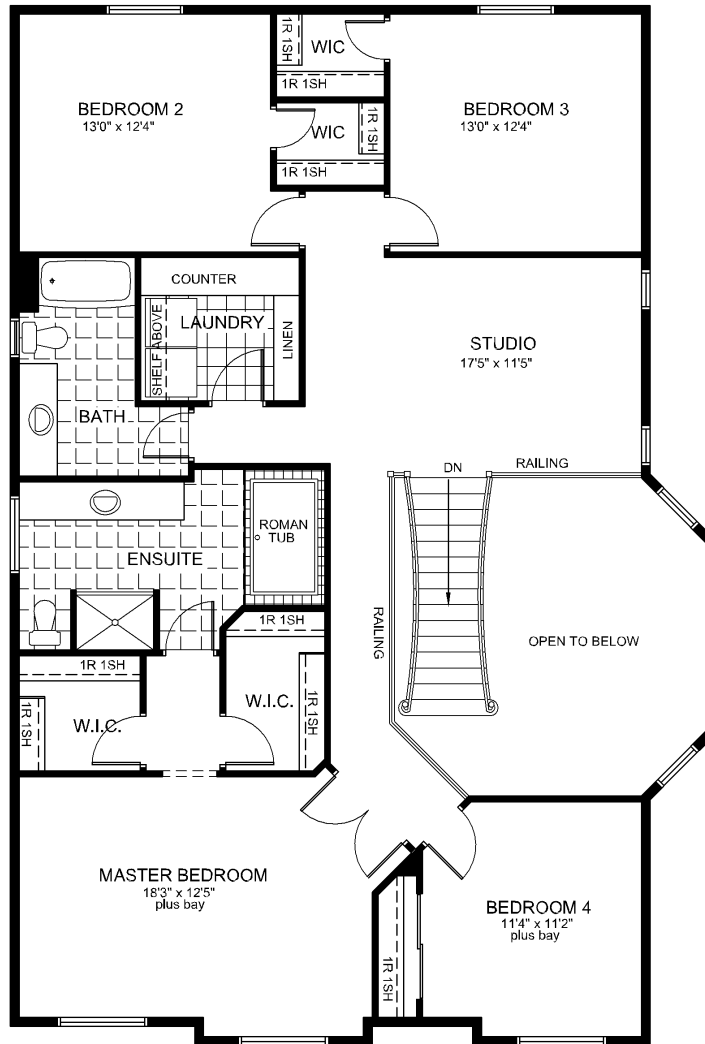 BEDROOM 2
13'0" x 12'4"
1R 1SH
WIC
1R 1SH
WIC
1R 1SH
1R 1SH
BEDROOM 3
13'0" x 12'4"
COUNTER
LAUNDRY
SHELF ABOVE
LINEN
BATH
STUDIO
17'5" x 11'5"
DN
RAILING
ROMAN
TUB
ENSUITE
RAILING
OPEN TO BELOW
1R 1SH
1R 1SH
W.I.C.
1R 1SH
W.I.C.
1R 1SH
MASTER BEDROOM
18'3" x 12'5"
plus bay
1R 1SH
BEDROOM 4
11'4" x 11'2"
plus bay